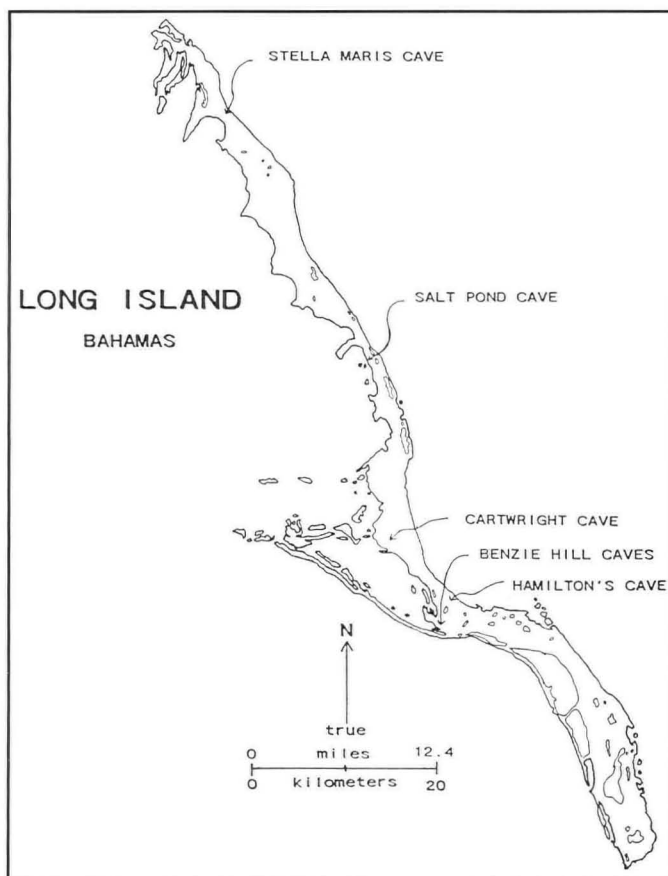 STELLA MARIS CAVE
LONG ISLAND
BAHAMAS
SALT POND CAVE
CARTWRIGHT CAVE
BENZIE HILL CAVES
HAMILTON'S CAVE
N
true
0 miles 12.4
0 kilometers 20